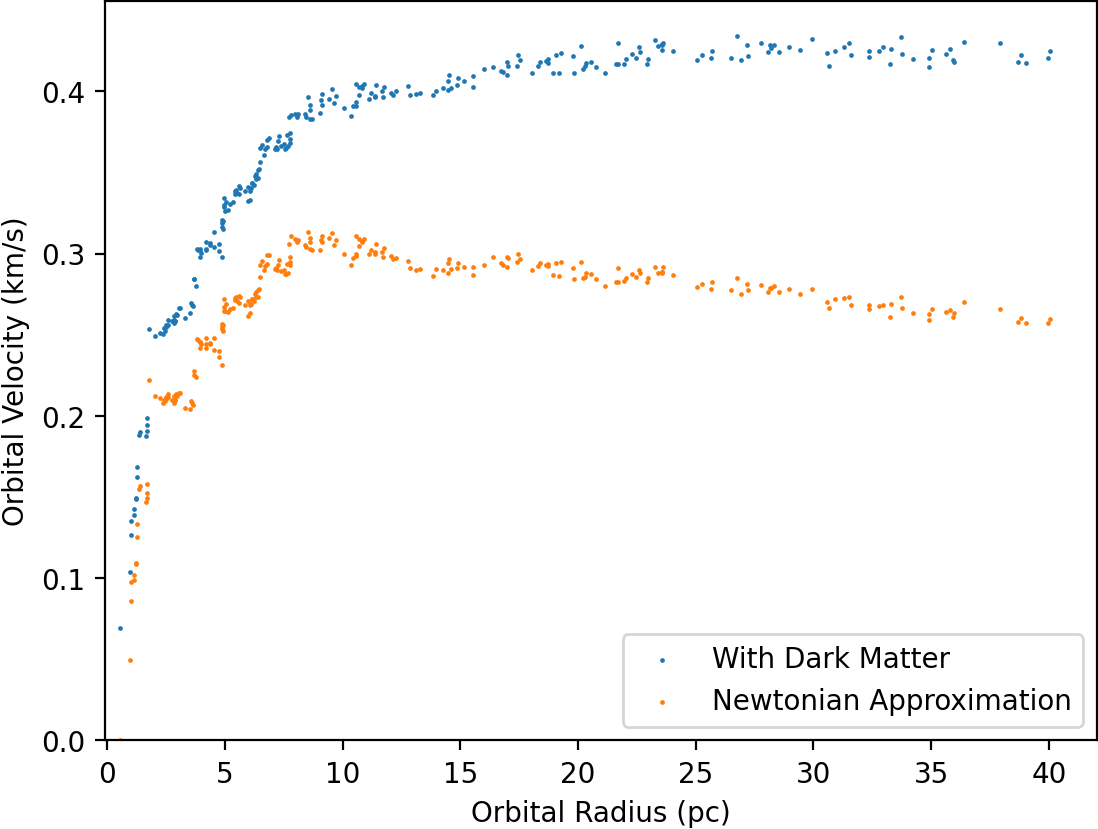 Orbital Velocity (km/s)
0.4
0.3
0.2
0.1
0.0
With Dark Matter
Newtonian Approximation
0 5 10 15 20 25 30 35 40
Orbital Radius (pc)